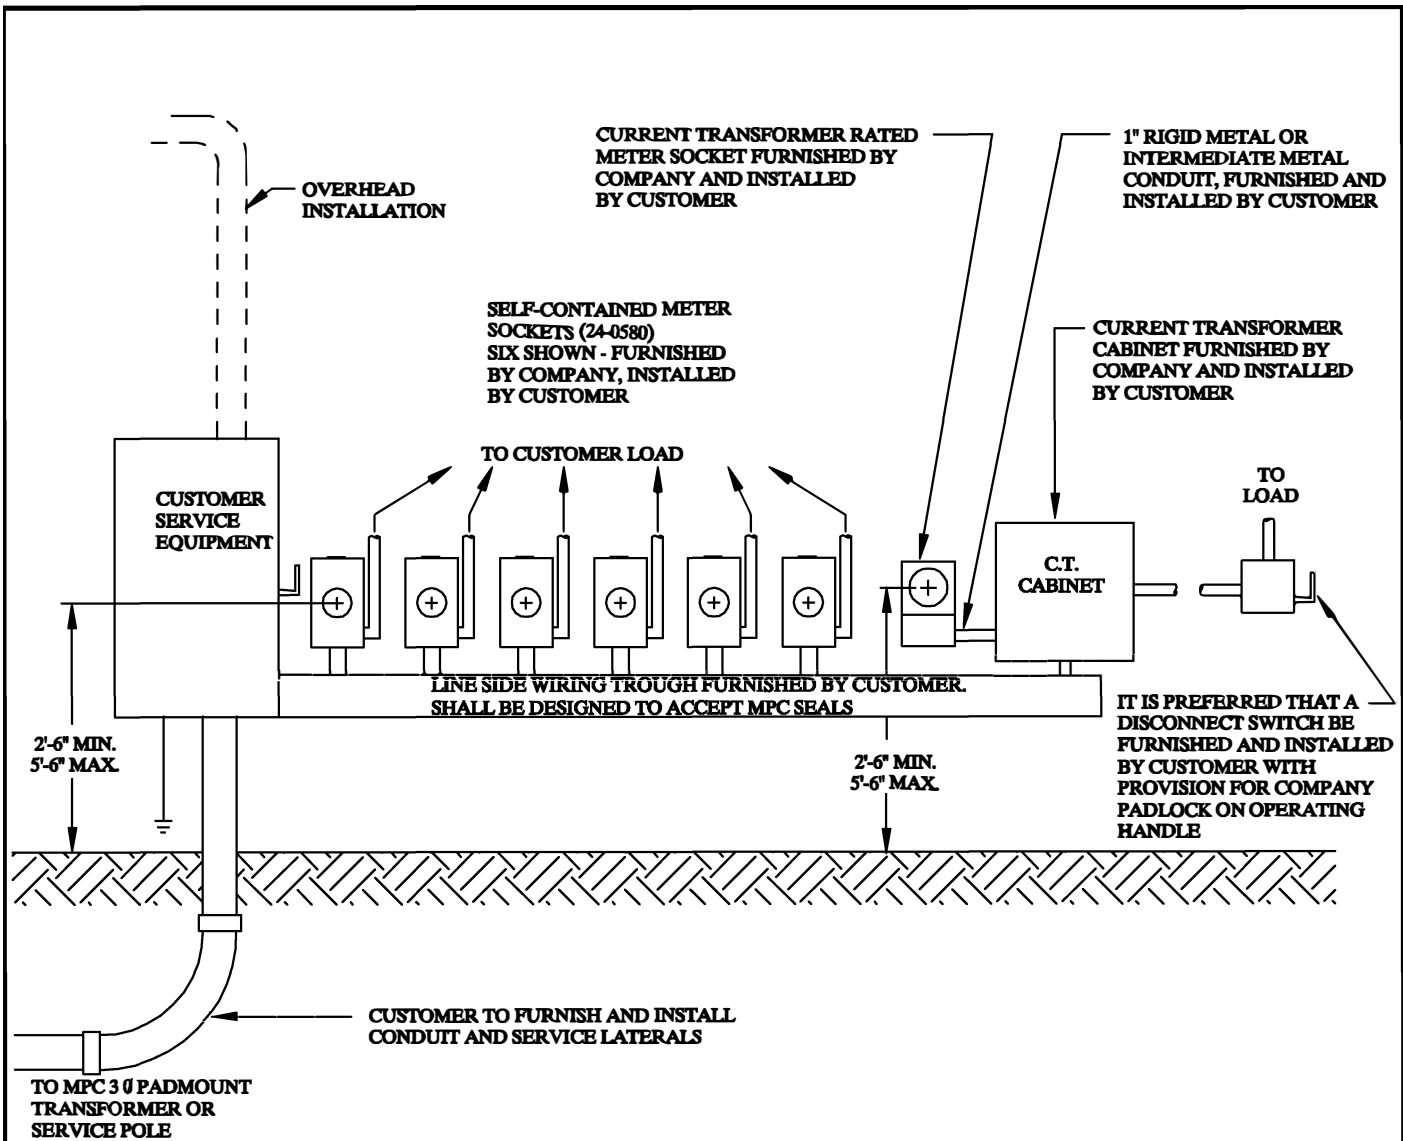 CURRENT TRANSFORMER RATED
METER SOCKET FURNISHED BY
COMPANY AND INSTALLED
BY CUSTOMER
1" RIGID METAL OR
INTERMEDIATE METAL
CONDUIT, FURNISHED AND
INSTALLED BY CUSTOMER
OVERHEAD
INSTALLATION
SELF-CONTAINED METER
SOCKETS (24-0580)
SIX SHOWN - FURNISHED
BY COMPANY, INSTALLED
BY CUSTOMER
CURRENT TRANSFORMER
CABINET FURNISHED BY
COMPANY AND INSTALLED
BY CUSTOMER
TO CUSTOMER LOAD
TO
LOAD
CUSTOMER
SERVICE
EQUIPMENT
C.T.
CABINET
LINE SIDE WIRING TROUGH FURNISHED BY CUSTOMER.
SHALL BE DESIGNED TO ACCEPT MPC SEALS
2'-6" MIN.
5'-6" MAX.
2'-6" MIN.
5'-6" MAX.
IT IS PREFERRED THAT A
DISCONNECT SWITCH BE
FURNISHED AND INSTALLED
BY CUSTOMER WITH
PROVISION FOR COMPANY
PADLOCK ON OPERATING
HANDLE
CUSTOMER TO FURNISH AND INSTALL
CONDUIT AND SERVICE LATERALS
TO MPC 3 Ø PADMOUNT
TRANSFORMER OR
SERVICE POLE